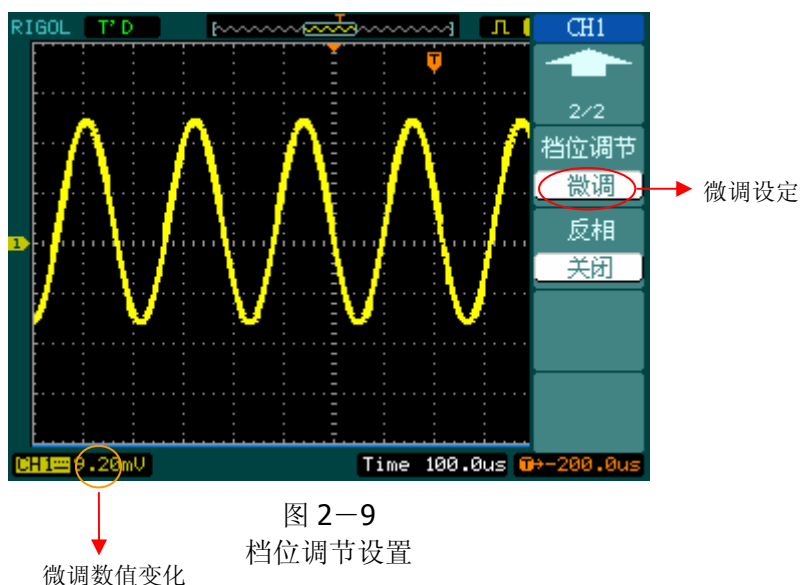 RIGOL T'D T CH1
T
2/2
档位调节
微调
微调设定
反相
1
关闭
CH1 9.20mV Time 100.0us T→-200.0us
图 2－9
档位调节设置
微调数值变化